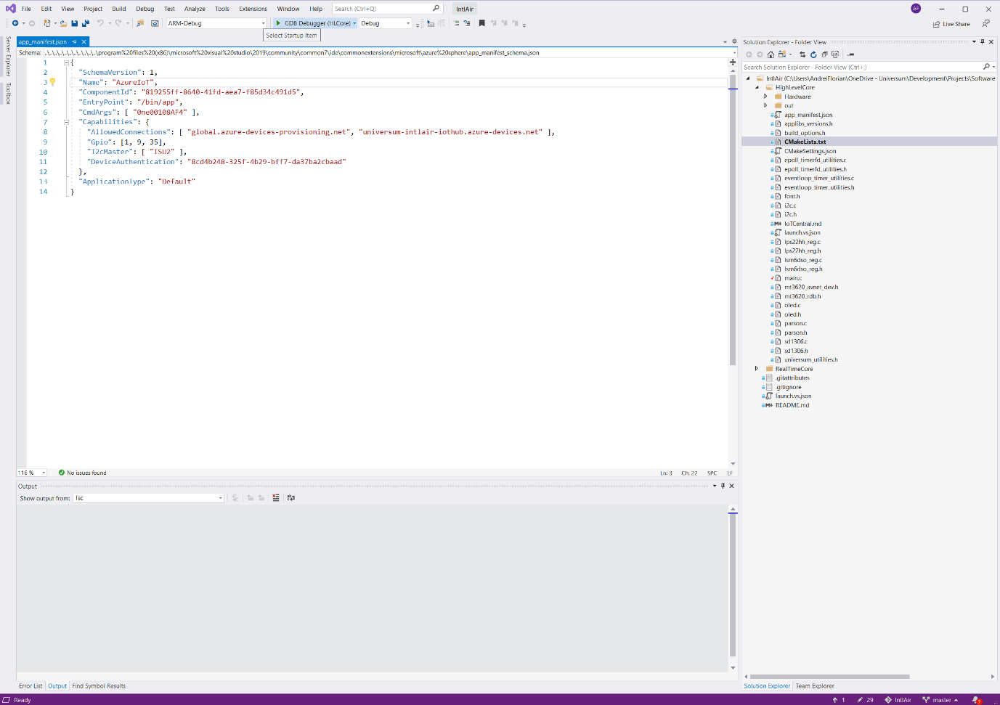 File Edit View Project Build Debug Test Analyze Tools Extensions Window Help Search (Ctrl+Q) IntlAir AF
ARM-Debug GDB Debugger (HLCore) Debug Live Share
Select Startup Item
app_manifest.json
Schema: ..\..\..\..\..\..\..\..\..\..\..\program%20files%20(x86)\microsoft%20visual%20studio\2019\community\common7\ide\commonextensions\microsoft\azure%20sphere\app_manifest_schema.json
Server Explorer
Toolbox
1 {
2 "SchemaVersion": 1,
3 "Name": "AzureIoT",
4 "ComponentId": "819255ff-8640-41fd-aea7-f85d34c491d5",
5 "EntryPoint": "/bin/app",
6 "CmdArgs": [ "0ne00108AF4" ],
7 "Capabilities": {
8 "AllowedConnections": [ "global.azure-devices-provisioning.net", "universum-intlair-iothub.azure-devices.net" ],
9 "Gpio": [1, 9, 35],
10 "I2cMaster": [ "ISU2" ],
11 "DeviceAuthentication": "8cd4b248-325f-4b29-bff7-da37ba2cbaad"
12 },
13 "ApplicationType": "Default"
14 }
116 % No issues found Ln: 3 Ch: 22 SPC LF
Output
Show output from: Tsc
Error List Output Find Symbol Results
Solution Explorer - Folder View
Search Solution Explorer - Folder View (Ctrl+;)
IntlAir (C:\Users\AndreiFlorian\OneDrive - Universum\Development\Projects\Software
HighLevelCore
Hardware
out
app_manifest.json
applibs_versions.h
build_options.h
CMakeLists.txt
CMakeSettings.json
epoll_timerfd_utilities.c
epoll_timerfd_utilities.h
eventloop_timer_utilities.c
eventloop_timer_utilities.h
font.h
i2c.c
i2c.h
IoTCentral.md
launch.vs.json
lps22hh_reg.c
lps22hh_reg.h
lsm6dso_reg.c
lsm6dso_reg.h
main.c
mt3620_avnet_dev.h
mt3620_rdb.h
oled.c
oled.h
parson.c
parson.h
sd1306.c
sd1306.h
universum_utilities.h
RealTimeCore
.gitattributes
.gitignore
launch.vs.json
README.md
Solution Explorer Team Explorer
Ready 1 29 IntlAir master 2